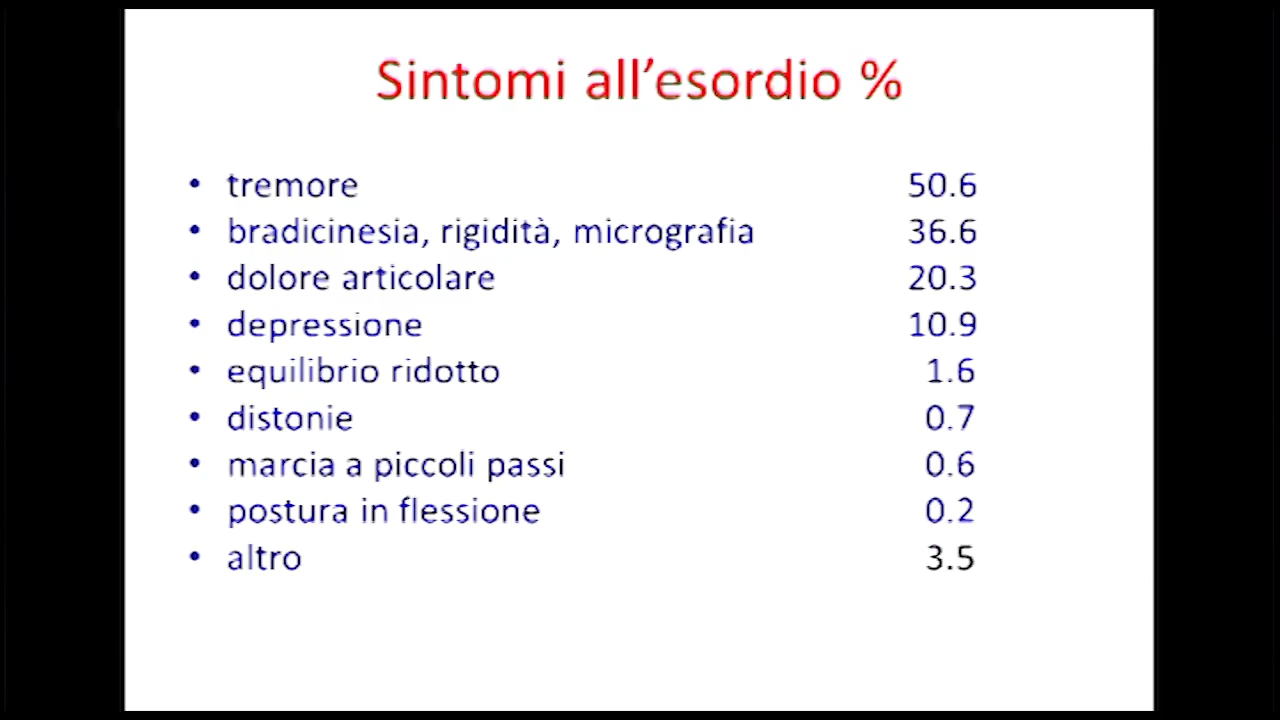 Sintomi all’esordio %
• tremore 50.6
• bradicinesia, rigidità, micrografia 36.6
• dolore articolare 20.3
• depressione 10.9
• equilibrio ridotto 1.6
• distonie 0.7
• marcia a piccoli passi 0.6
• postura in flessione 0.2
• altro 3.5